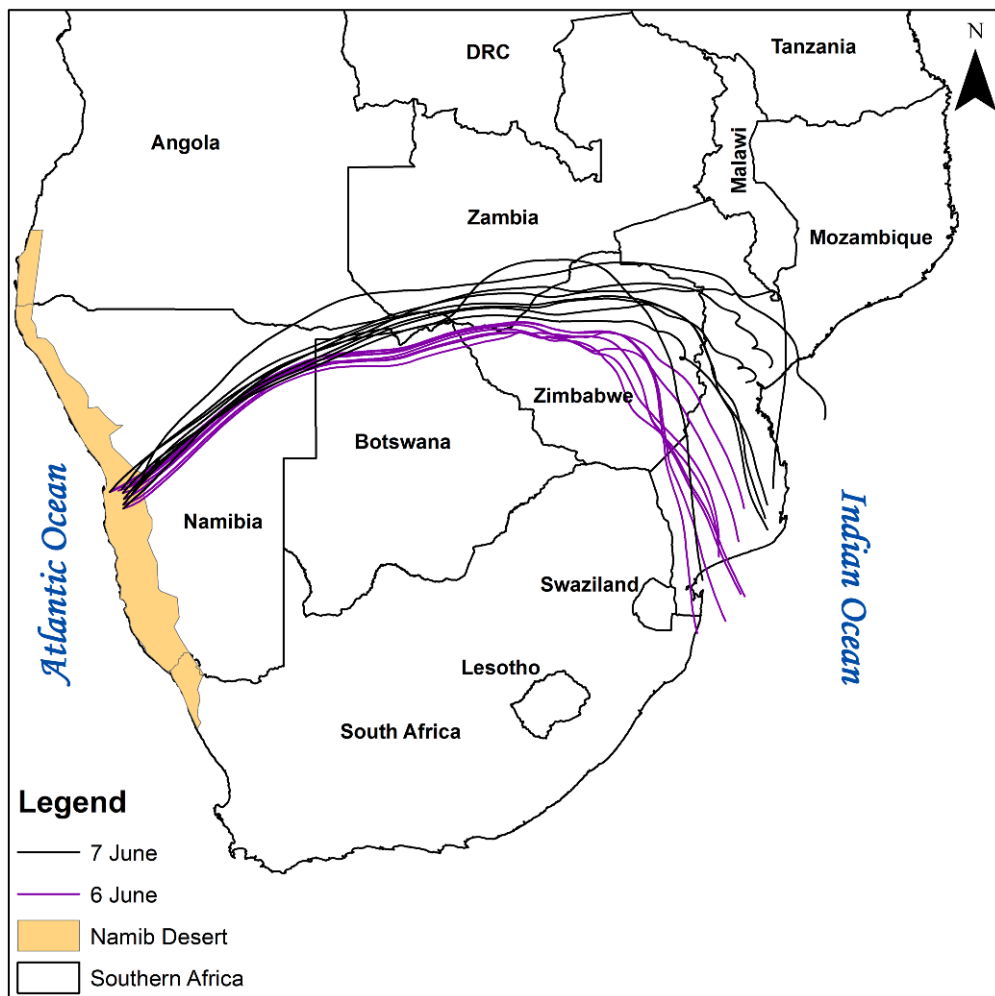 N
DRC
Tanzania
Angola
Malawi
Zambia
Mozambique
Zimbabwe
Botswana
Namibia
Atlantic Ocean
Indian Ocean
Swaziland
Lesotho
South Africa
Legend
7 June
6 June
Namib Desert
Southern Africa